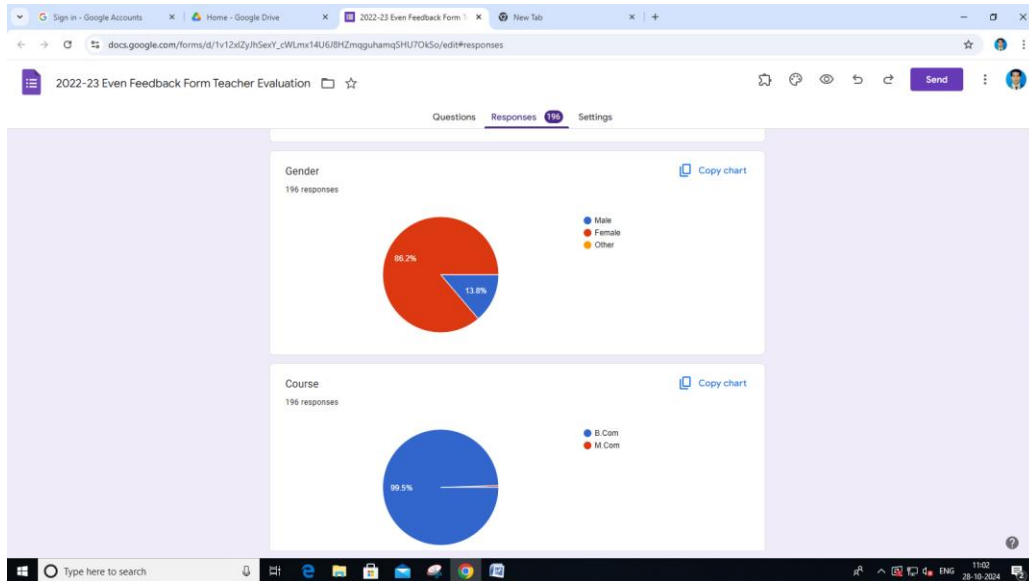 Sign in - Google Accounts
Home - Google Drive
2022-23 Even Feedback Form T
New Tab
docs.google.com/forms/d/1v12xlZyJhSexY_cWLmx14U6J8HZmqguhamqSHU7OkSo/edit#responses
2022-23 Even Feedback Form Teacher Evaluation
Send
Questions Responses 196 Settings
Gender
Copy chart
196 responses
Male
Female
Other
86.2%
13.8%
Course
Copy chart
196 responses
B.Com
M.Com
99.5%
Type here to search
ENG
11:02
28-10-2024